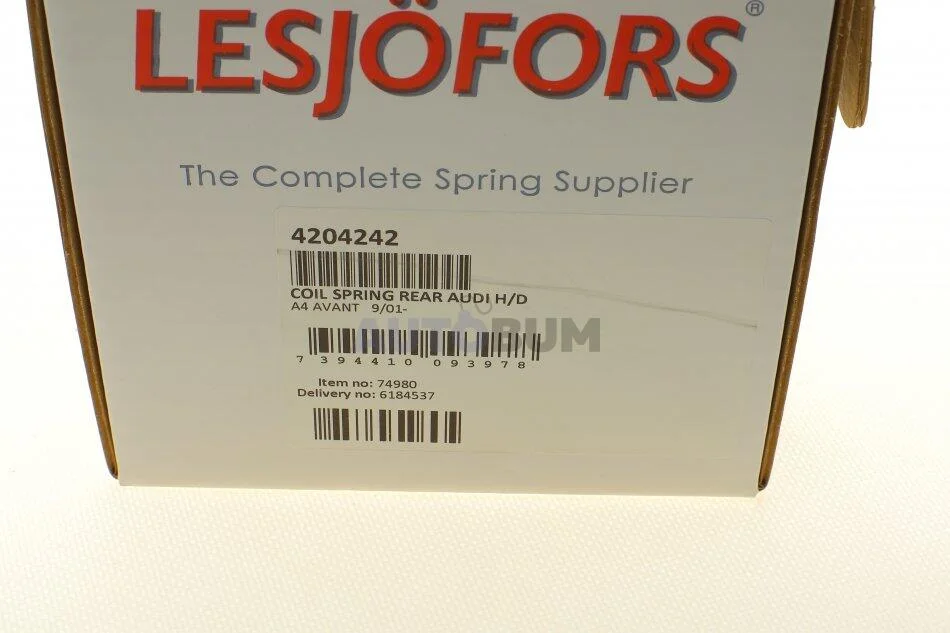 LESJÖFORS®
The Complete Spring Supplier
4204242
COIL SPRING REAR AUDI H/D
A4 AVANT 9/01-
AUTOBUM
7 394410 093978
Item no: 74980
Delivery no: 6184537